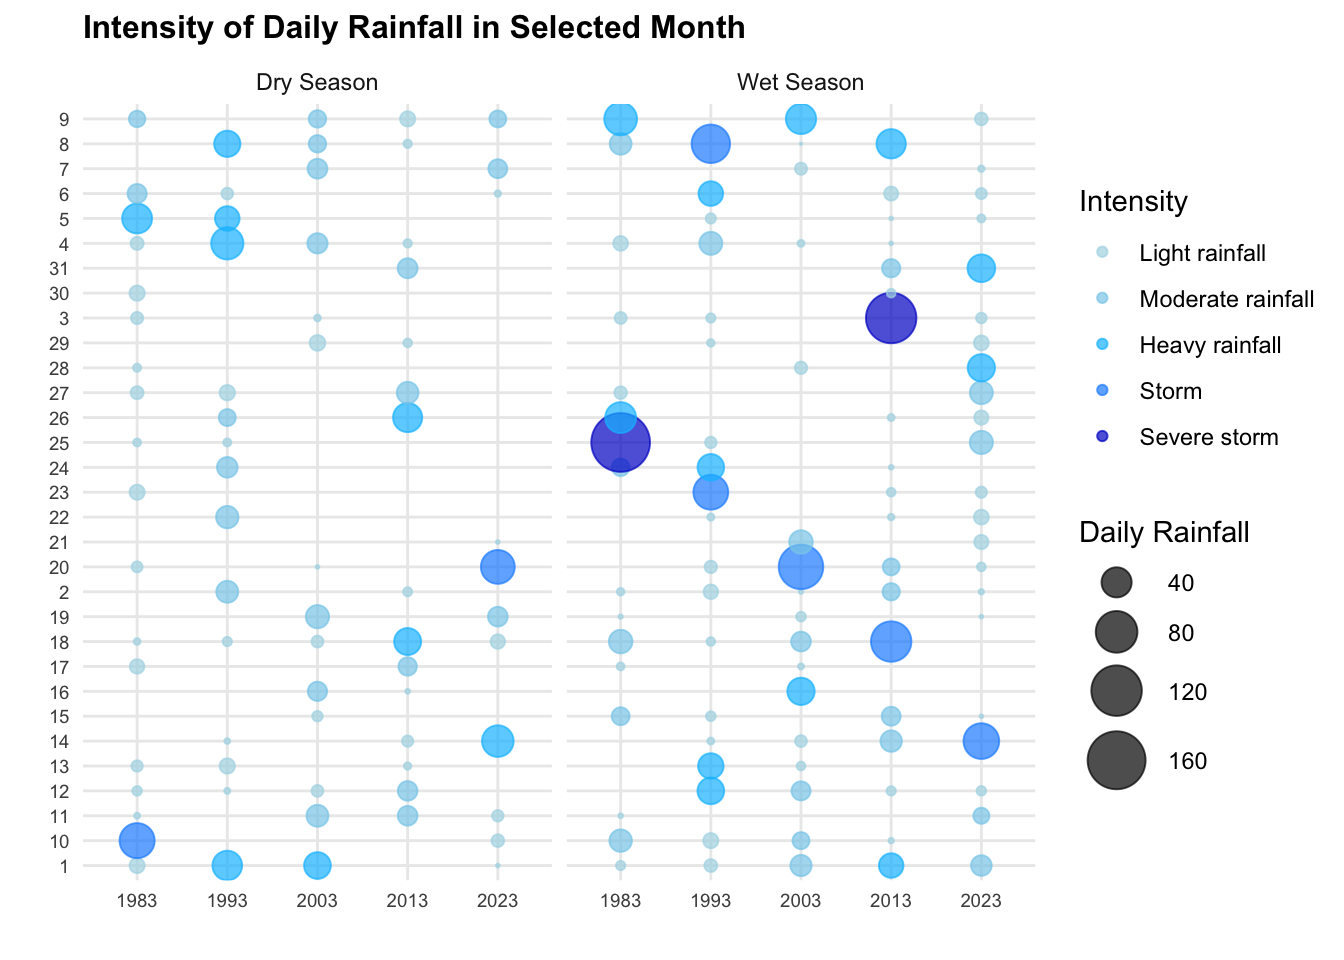 Intensity of Daily Rainfall in Selected Month
Dry Season
Wet Season
9
8
7
6
5
4
31
30
3
29
28
27
26
25
24
23
22
21
20
2
19
18
17
16
15
14
13
12
11
10
1
1983 1993 2003 2013 2023
1983 1993 2003 2013 2023
Intensity
Light rainfall
Moderate rainfall
Heavy rainfall
Storm
Severe storm
Daily Rainfall
40
80
120
160